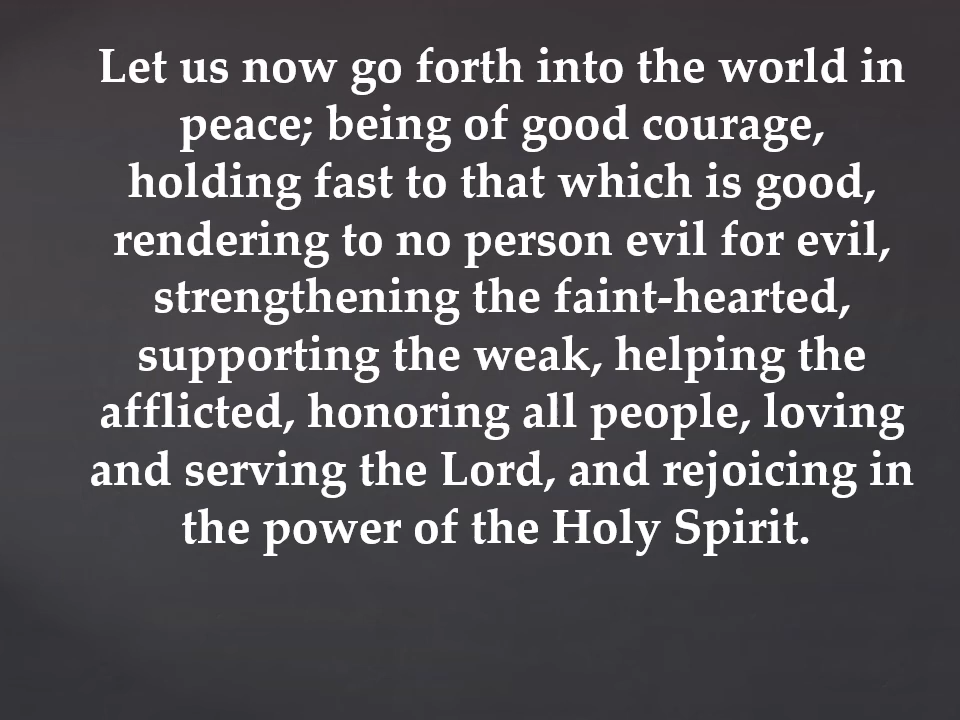 Let us now go forth into the world in
peace; being of good courage,
holding fast to that which is good,
rendering to no person evil for evil,
strengthening the faint-hearted,
supporting the weak, helping the
afflicted, honoring all people, loving
and serving the Lord, and rejoicing in
the power of the Holy Spirit.